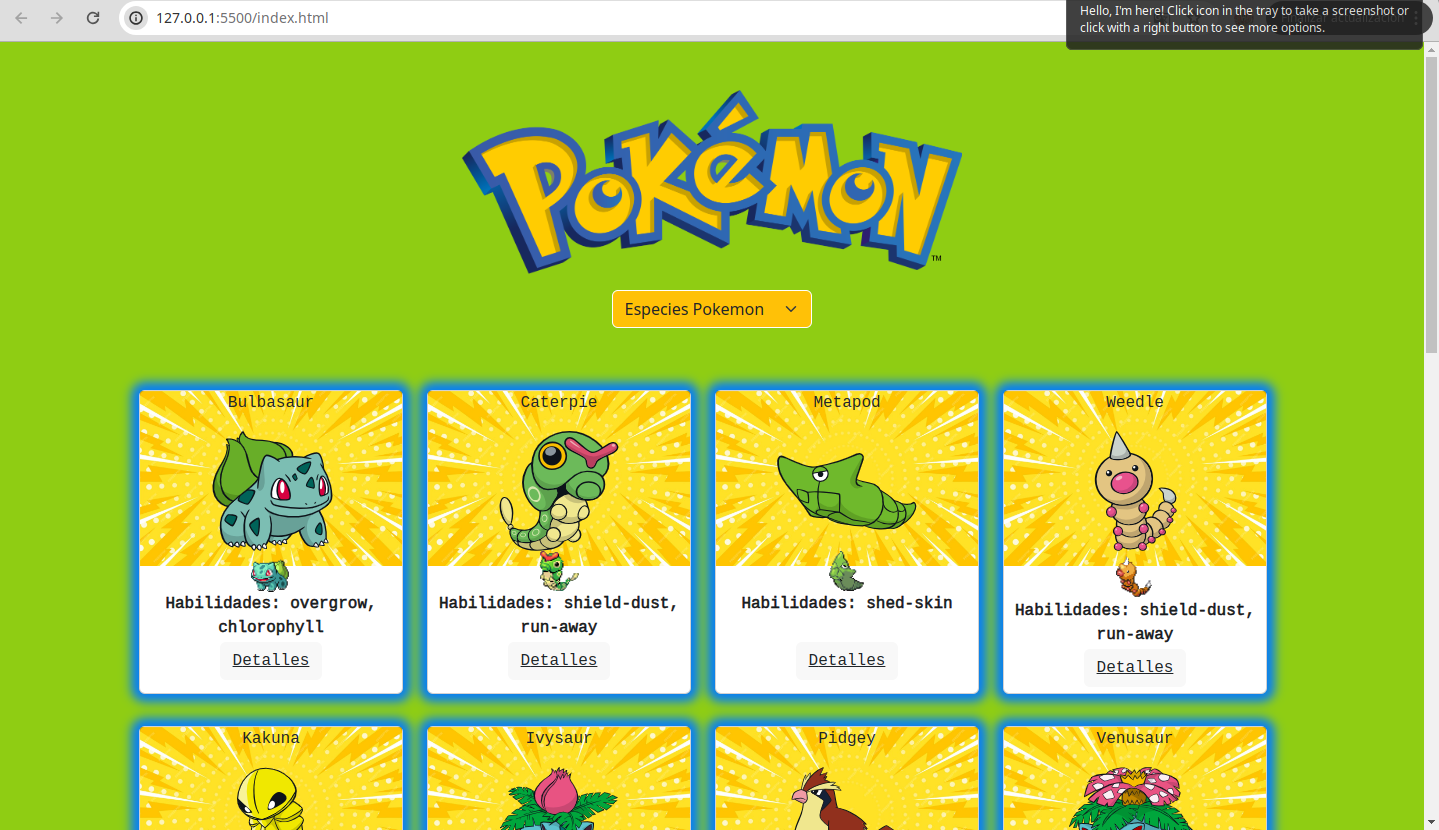 127.0.0.1:5500/index.html
Hello, I'm here! Click icon in the tray to take a screenshot or
click with a right button to see more options.
POKéMON
TM
Especies Pokemon
Bulbasaur
Caterpie
Metapod
Weedle
Habilidades: overgrow,
chlorophyll
Habilidades: shield-dust,
run-away
Habilidades: shed-skin
Habilidades: shield-dust,
run-away
Detalles
Detalles
Detalles
Detalles
Kakuna
Ivysaur
Pidgey
Venusaur